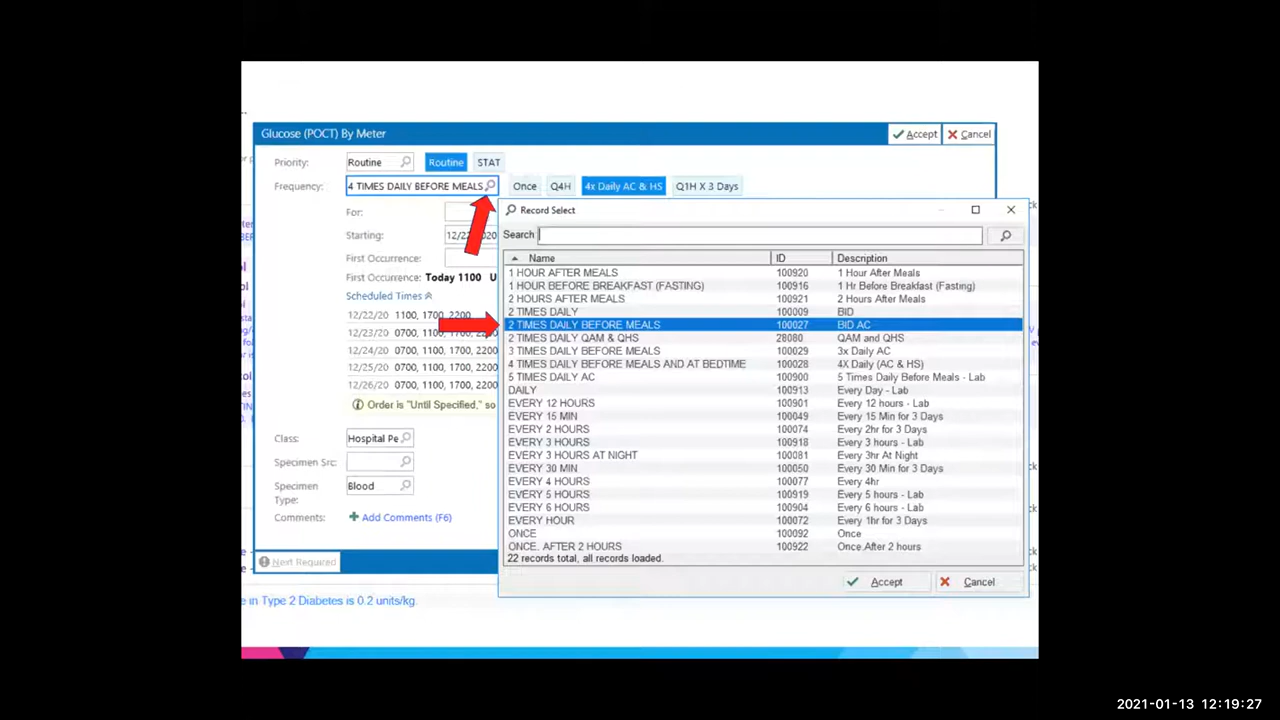 Glucose (POCT) By Meter
Accept Cancel
Priority: Routine Routine STAT
Frequency: 4 TIMES DAILY BEFORE MEALS, Once Q4H 4x Daily AC & HS Q1H X 3 Days
For:
Starting: 12/22/2020
First Occurrence:
First Occurrence: Today 1100
Scheduled Times
12/22/20 1100, 1700, 2200
12/23/20 0700, 1100, 1700, 2200
12/24/20 0700, 1100, 1700, 2200
12/25/20 0700, 1100, 1700, 2200
12/26/20 0700, 1100, 1700, 2200
Order is "Until Specified," so
Class: Hospital Pe
Specimen Src:
Specimen Type: Blood
Comments: Add Comments (F6)
Next Required
e in Type 2 Diabetes is 0.2 units/kg.
Record Select
Search
Name ID Description
1 HOUR AFTER MEALS 100920 1 Hour After Meals
1 HOUR BEFORE BREAKFAST (FASTING) 100916 1 Hr Before Breakfast (Fasting)
2 HOURS AFTER MEALS 100921 2 Hours After Meals
2 TIMES DAILY 100009 BID
2 TIMES DAILY BEFORE MEALS 100027 BID AC
2 TIMES DAILY QAM & QHS 28080 QAM and QHS
3 TIMES DAILY BEFORE MEALS 100029 3x Daily AC
4 TIMES DAILY BEFORE MEALS AND AT BEDTIME 100028 4X Daily (AC & HS)
5 TIMES DAILY AC 100900 5 Times Daily Before Meals - Lab
DAILY 100913 Every Day - Lab
EVERY 12 HOURS 100901 Every 12 hours - Lab
EVERY 15 MIN 100049 Every 15 Min for 3 Days
EVERY 2 HOURS 100074 Every 2hr for 3 Days
EVERY 3 HOURS 100918 Every 3 hours - Lab
EVERY 3 HOURS AT NIGHT 100081 Every 3hr At Night
EVERY 30 MIN 100050 Every 30 Min for 3 Days
EVERY 4 HOURS 100077 Every 4hr
EVERY 5 HOURS 100919 Every 5 hours - Lab
EVERY 6 HOURS 100904 Every 6 hours - Lab
EVERY HOUR 100072 Every 1hr for 3 Days
ONCE 100092 Once
ONCE. AFTER 2 HOURS 100922 Once.After 2 hours
22 records total, all records loaded.
Accept Cancel
2021-01-13 12:19:27